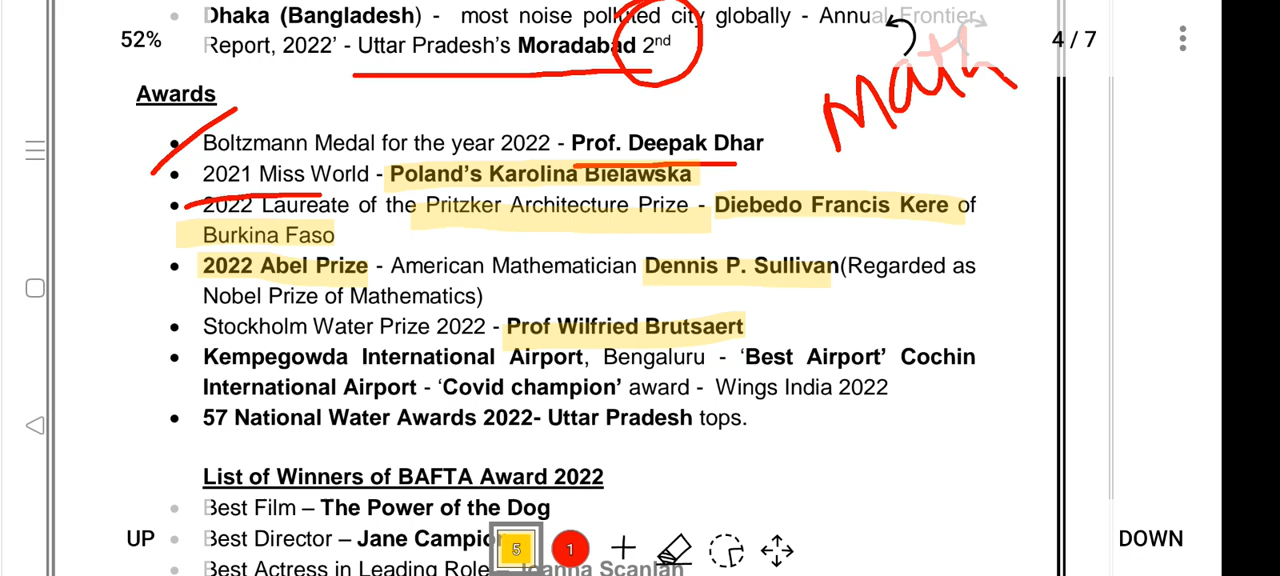 Dhaka (Bangladesh) - most noise polluted city globally - Annual Frontier
52%
Report, 2022' - Uttar Pradesh's Moradabad 2nd
4 / 7
Math
Awards
• Boltzmann Medal for the year 2022 - Prof. Deepak Dhar
• 2021 Miss World - Poland's Karolina Bielawska
• 2022 Laureate of the Pritzker Architecture Prize - Diebedo Francis Kere of
Burkina Faso
• 2022 Abel Prize - American Mathematician Dennis P. Sullivan(Regarded as
Nobel Prize of Mathematics)
• Stockholm Water Prize 2022 - Prof Wilfried Brutsaert
• Kempegowda International Airport, Bengaluru - 'Best Airport' Cochin
International Airport - 'Covid champion' award - Wings India 2022
• 57 National Water Awards 2022- Uttar Pradesh tops.
List of Winners of BAFTA Award 2022
• Best Film – The Power of the Dog
UP
• Best Director – Jane Campio
5
1
DOWN
• Best Actress in Leading Role – Joanna Scanlan